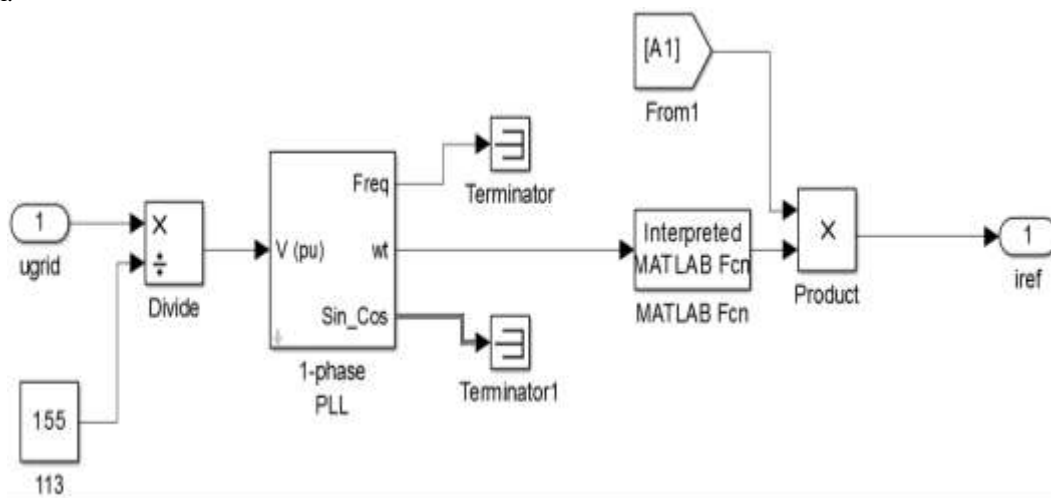 [A1]
From1
Freq
Terminator
1
ugrid
X
÷
Divide
V (pu)
wt
Sin_Cos
1-phase
PLL
Terminator1
Interpreted
MATLAB Fcn
MATLAB Fcn
X
Product
1
iref
155
113